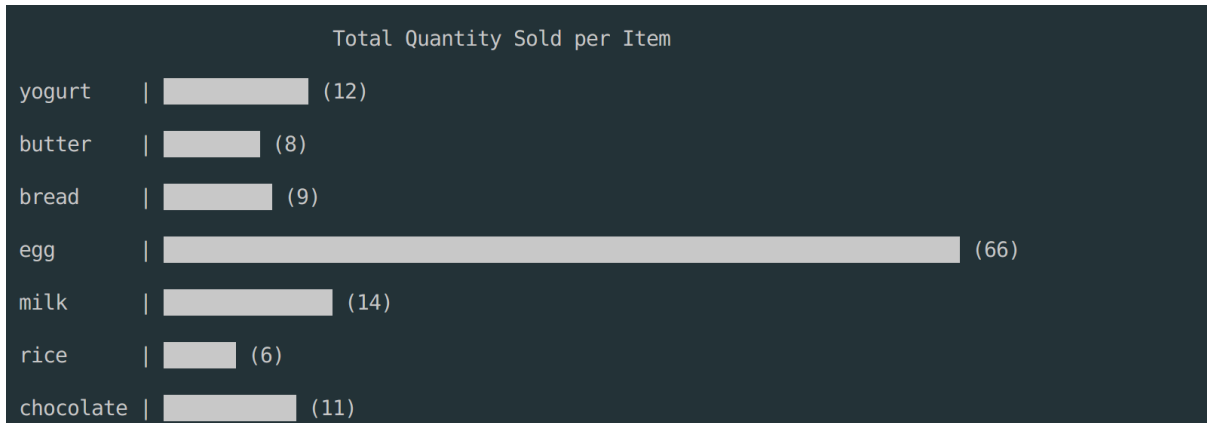 Total Quantity Sold per Item
yogurt | (12)
butter | (8)
bread | (9)
egg | (66)
milk | (14)
rice | (6)
chocolate | (11)